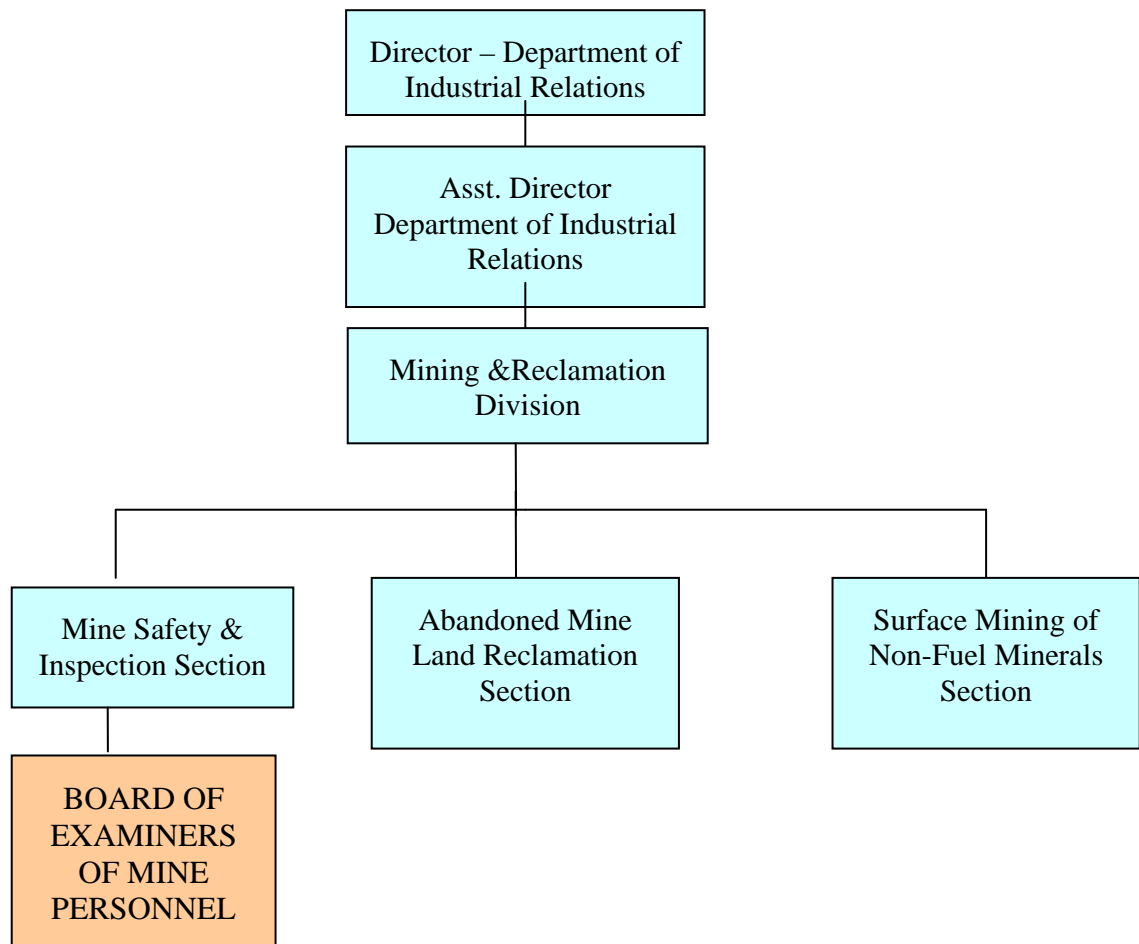 Director – Department of
Industrial Relations
Asst. Director
Department of Industrial
Relations
Mining &Reclamation
Division
Mine Safety &
Inspection Section
Abandoned Mine
Land Reclamation
Section
Surface Mining of
Non-Fuel Minerals
Section
BOARD OF
EXAMINERS
OF MINE
PERSONNEL